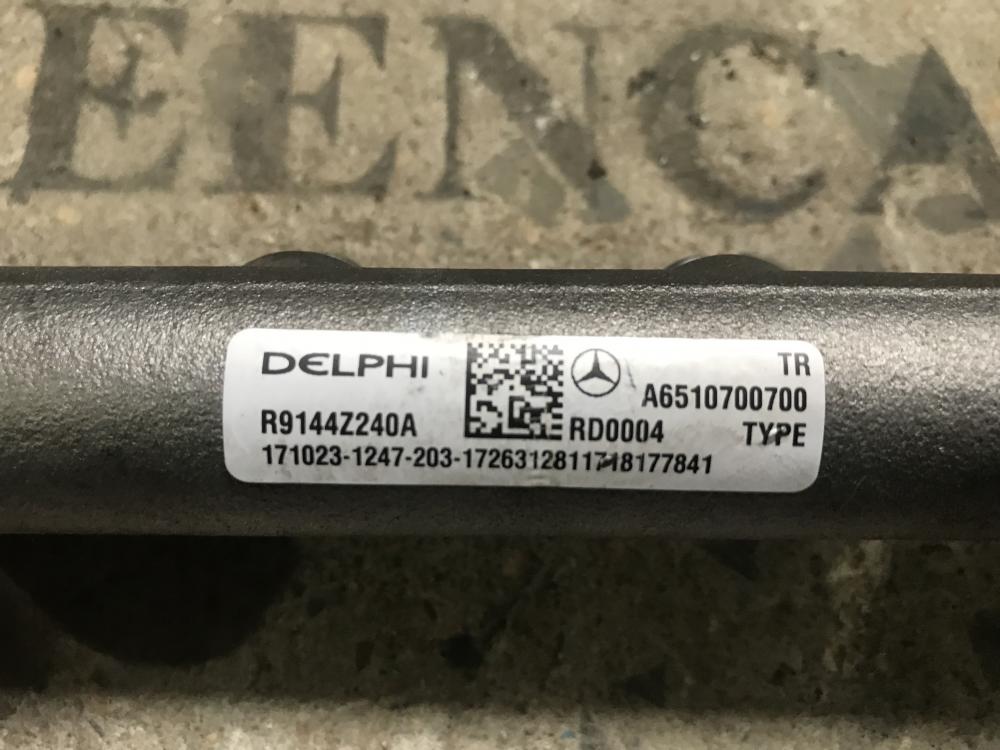 EENCA
DELPHI
TR
A6510700700
R9144Z240A
RD0004
TYPE
171023-1247-203-1726312811718177841